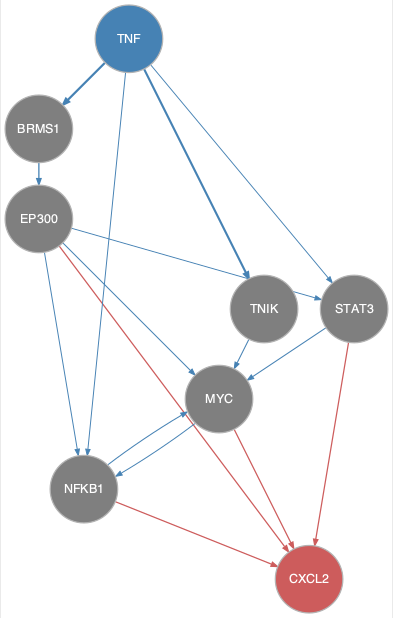 TNF
BRMS1
EP300
TNIK
STAT3
MYC
NFKB1
CXCL2